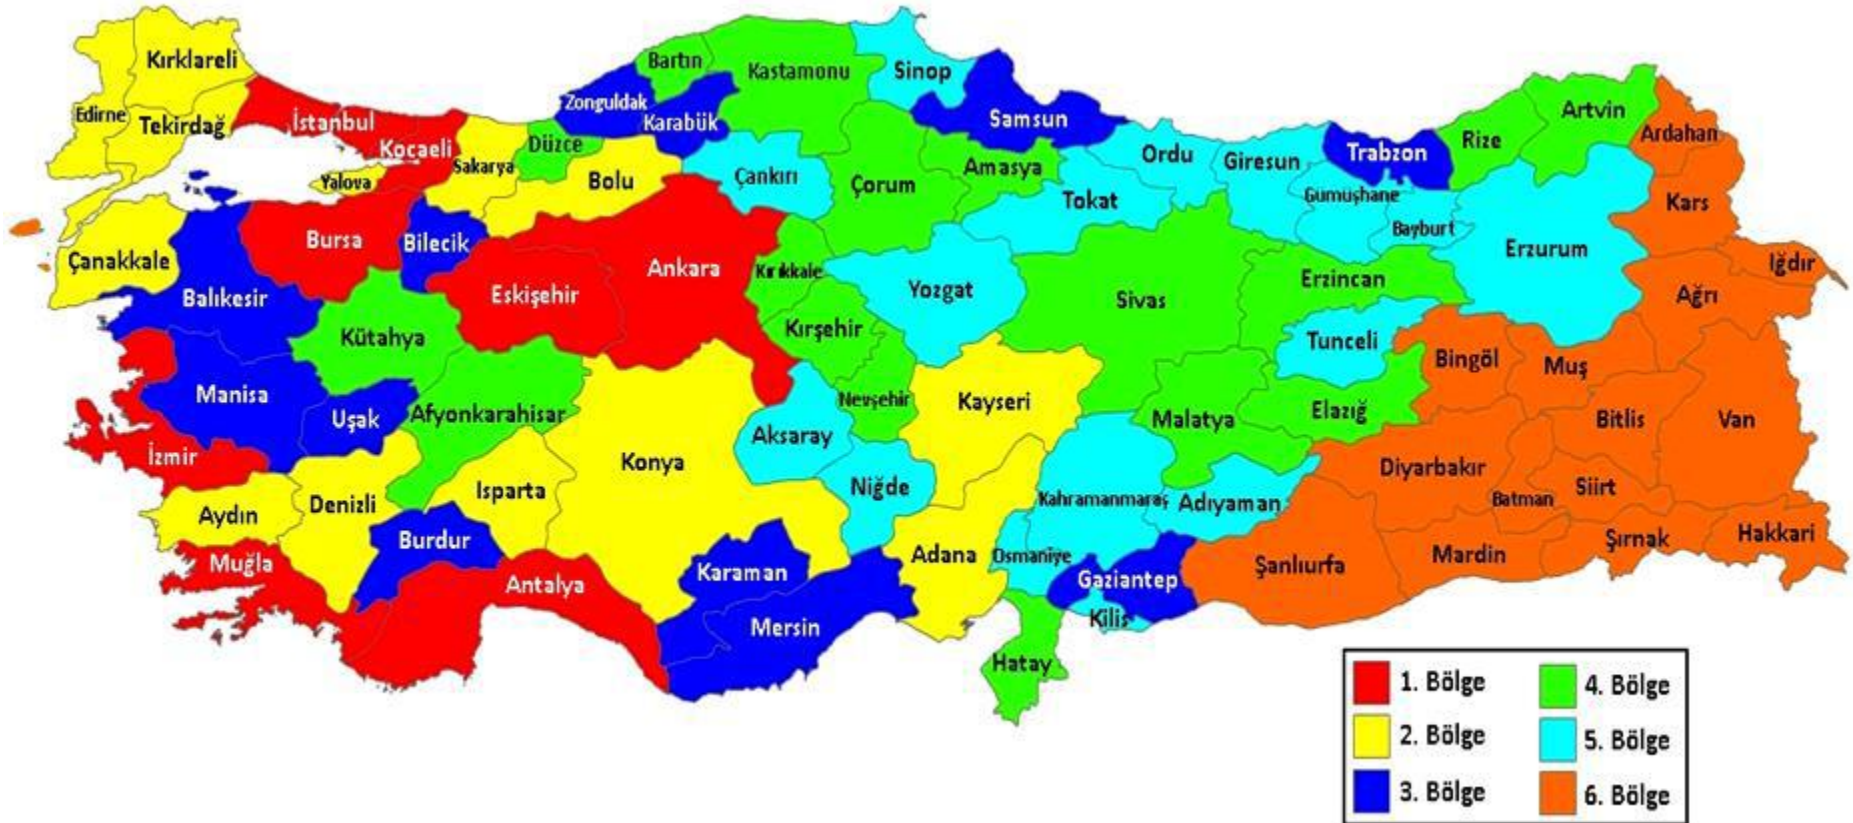 Kırklareli
Edirne
Tekirdağ
İstanbul
Kocaeli
Yalova
Sakarya
Düzce
Bolu
Zonguldak
Bartın
Karabük
Kastamonu
Sinop
Samsun
Çankırı
Çorum
Amasya
Tokat
Ordu
Giresun
Trabzon
Gümüşhane
Bayburt
Rize
Artvin
Ardahan
Kars
Iğdır
Ağrı
Erzurum
Çanakkale
Balıkesir
Bursa
Bilecik
Eskişehir
Ankara
Kırıkkale
Kırşehir
Yozgat
Sivas
Erzincan
Tunceli
Bingöl
Muş
Kütahya
Manisa
Uşak
Afyonkarahisar
İzmir
Konya
Aksaray
Nevşehir
Kayseri
Malatya
Elazığ
Bitlis
Van
Aydın
Denizli
Isparta
Niğde
Kahramanmaraş
Adıyaman
Diyarbakır
Batman
Siirt
Muğla
Burdur
Antalya
Karaman
Mersin
Adana
Osmaniye
Gaziantep
Kilis
Hatay
Şanlıurfa
Mardin
Şırnak
Hakkari
1. Bölge
2. Bölge
3. Bölge
4. Bölge
5. Bölge
6. Bölge